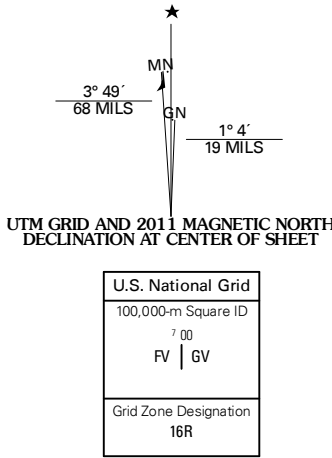 ★
MN
3° 49´
68 MILS
GN
1° 4´
19 MILS
UTM GRID AND 2011 MAGNETIC NORTH
DECLINATION AT CENTER OF SHEET
U.S. National Grid
100,000-m Square ID
7 00
FV | GV
Grid Zone Designation
16R